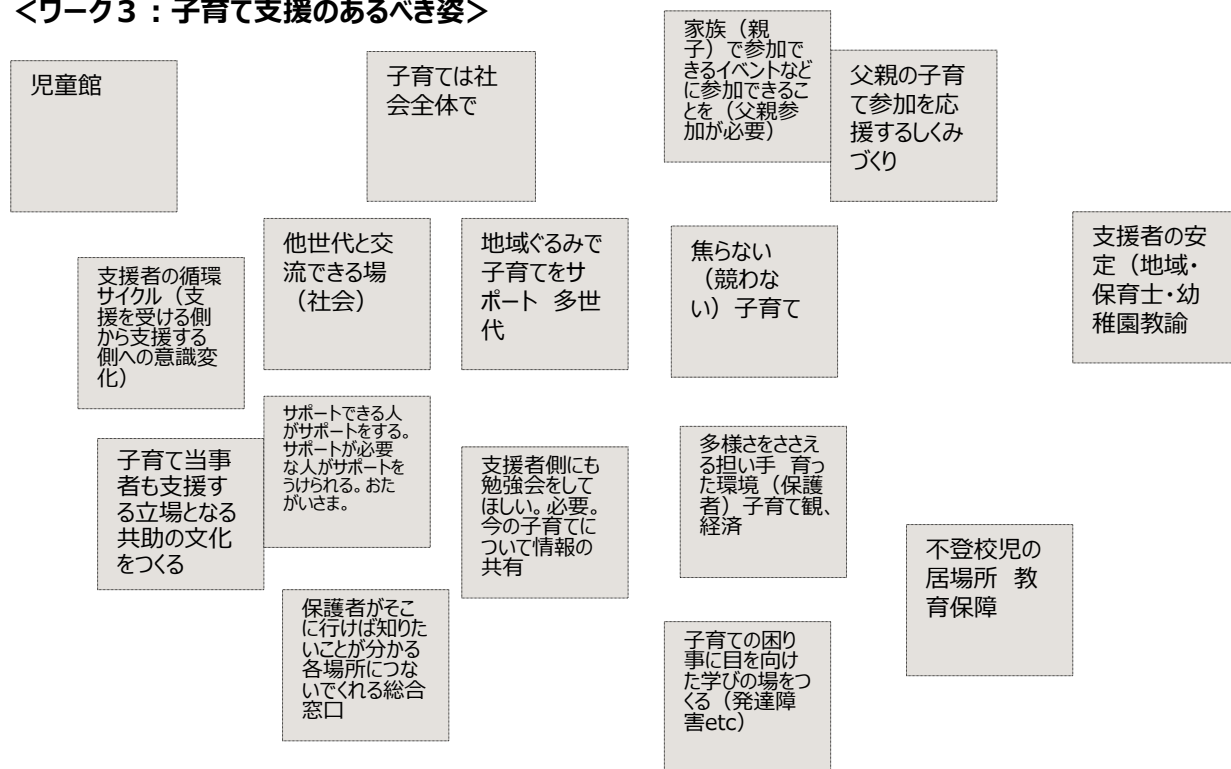 <ワーク３：子育て支援のあるべき姿>
児童館
子育ては社
会全体で
家族（親
子）で参加で
きるイベントなど
に参加できるこ
とを（父親参
加が必要）
父親の子育
て参加を応
援するしくみ
づくり
支援者の循環
サイクル（支
援を受ける側
から支援する
側への意識変
化）
他世代と交
流できる場
（社会）
地域ぐるみで
子育てをサ
ポート　多世
代
焦らない
（競わな
い）子育て
支援者の安
定（地域・
保育士・幼
稚園教諭
子育て当事
者も支援す
る立場となる
共助の文化
をつくる
サポートできる人
がサポートをする。
サポートが必要
な人がサポートを
うけられる。おた
がいさま。
支援者側にも
勉強会をして
ほしい。必要。
今の子育てに
ついて情報の
共有
多様さをささえ
る担い手　育っ
た環境（保護
者）子育て観、
経済
不登校児の
居場所　教
育保障
保護者がそこ
に行けば知りた
いことが分かる
各場所につな
いでくれる総合
窓口
子育ての困り
事に目を向け
た学びの場をつ
くる（発達障
害etc）